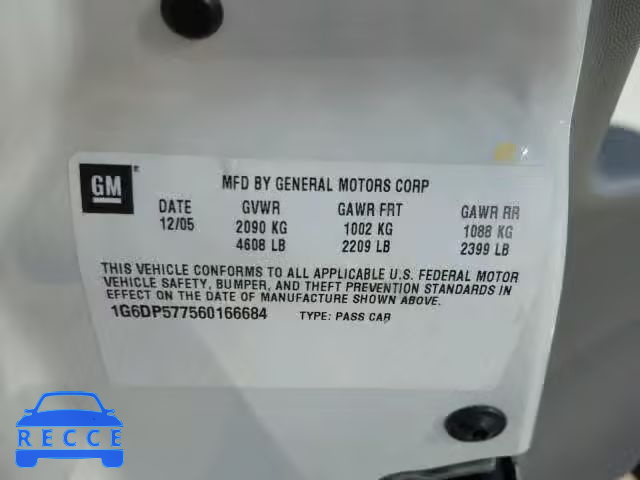 GM
MFD BY GENERAL MOTORS CORP
DATE GVWR GAWR FRT GAWR RR
12/05 2090 KG 1002 KG 1088 KG
4608 LB 2209 LB 2399 LB
THIS VEHICLE CONFORMS TO ALL APPLICABLE U.S. FEDERAL MOTOR
VEHICLE SAFETY, BUMPER, AND THEFT PREVENTION STANDARDS IN
EFFECT ON THE DATE OF MANUFACTURE SHOWN ABOVE.
1G6DP577560166684 TYPE: PASS CAR
RECCE